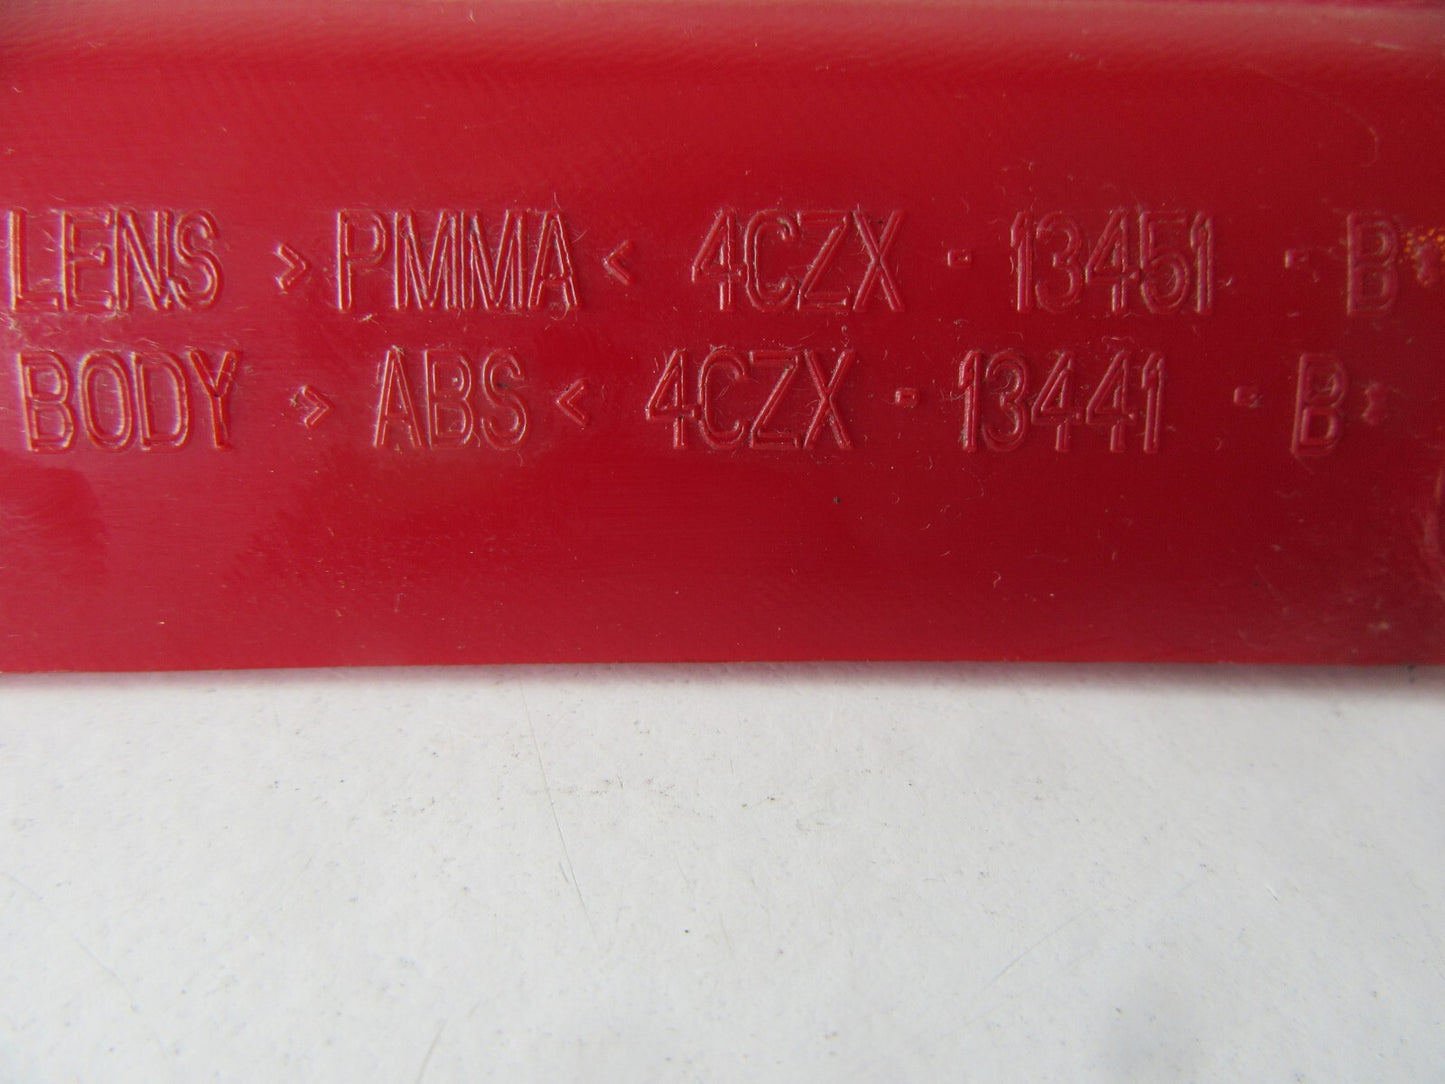 LENS >PMMA< 4CZX - 13451 - B
BODY >ABS< 4CZX - 13441 - B